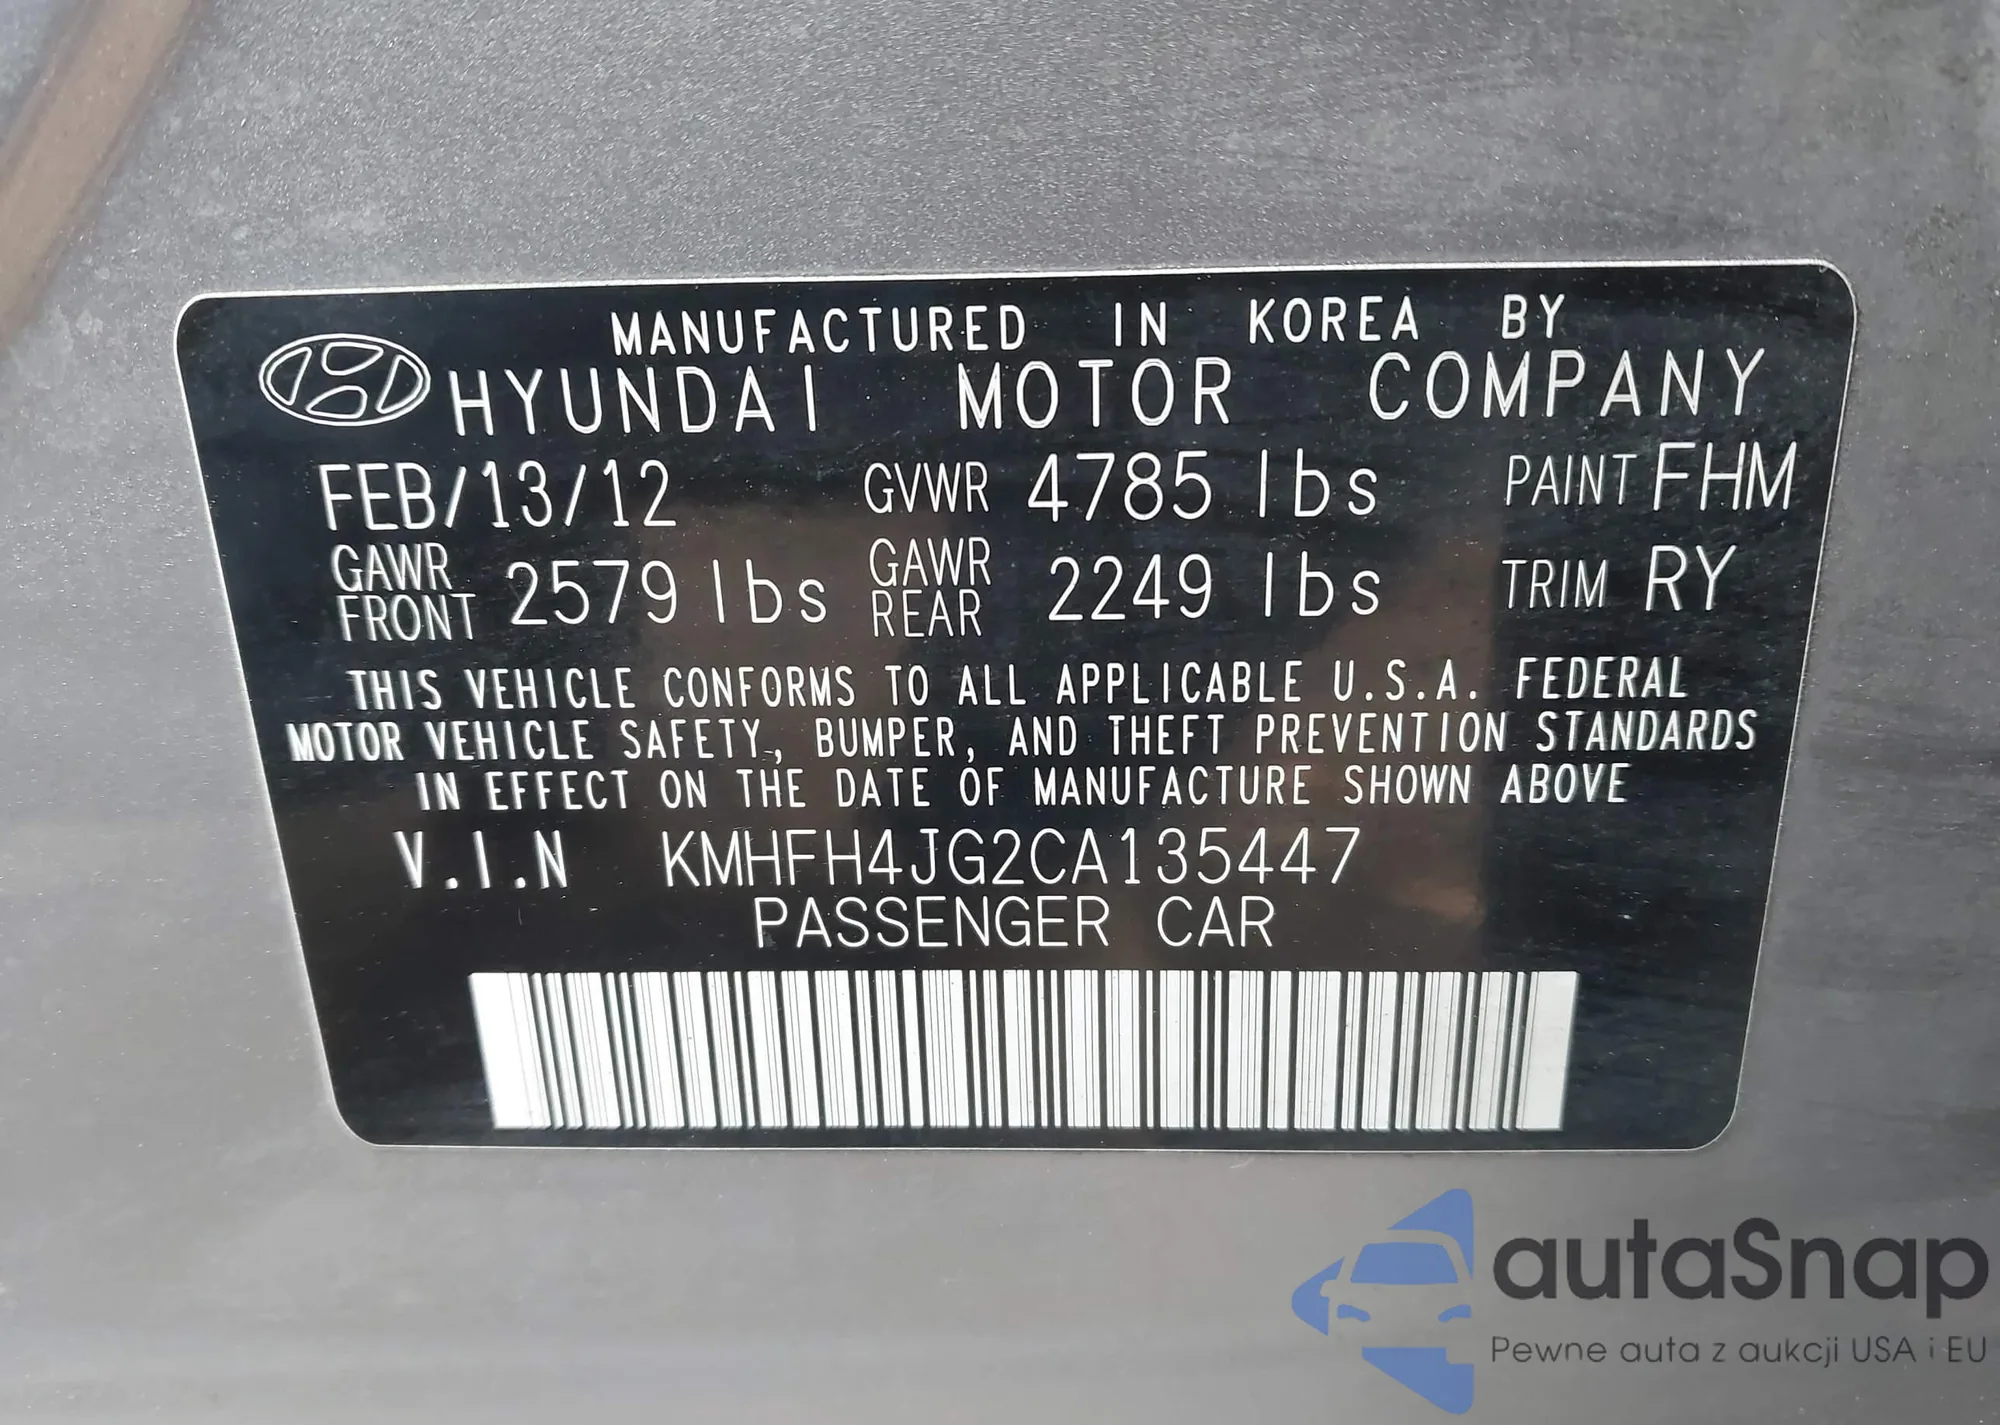 MANUFACTURED IN KOREA BY
HYUNDAI MOTOR COMPANY
FEB/13/12 GVWR 4785 lbs PAINT FHM
GAWR FRONT 2579 lbs GAWR REAR 2249 lbs TRIM RY
THIS VEHICLE CONFORMS TO ALL APPLICABLE U.S.A. FEDERAL
MOTOR VEHICLE SAFETY, BUMPER, AND THEFT PREVENTION STANDARDS
IN EFFECT ON THE DATE OF MANUFACTURE SHOWN ABOVE
V.I.N KMHFH4JG2CA135447
PASSENGER CAR
autaSnap
Pewne auta z aukcji USA i EU